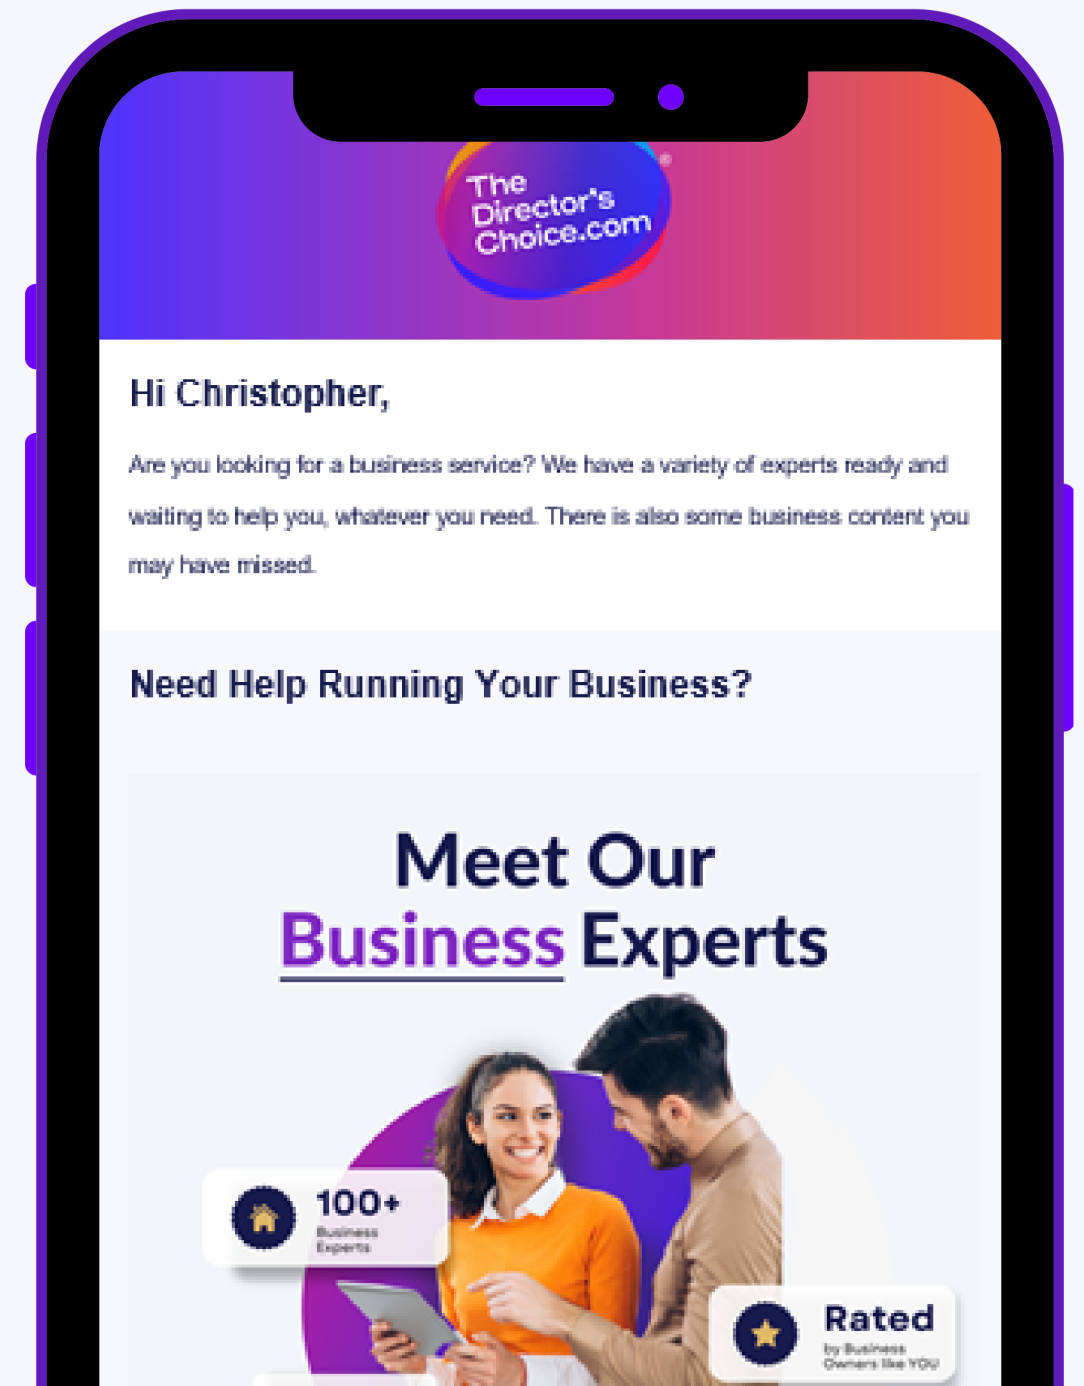 The
Director's
Choice.com
®
Hi Christopher,
Are you looking for a business service? We have a variety of experts ready and
waiting to help you, whatever you need. There is also some business content you
may have missed.
Need Help Running Your Business?
Meet Our
Business Experts
100+
Business
Experts
Rated
by Business
Owners like YOU